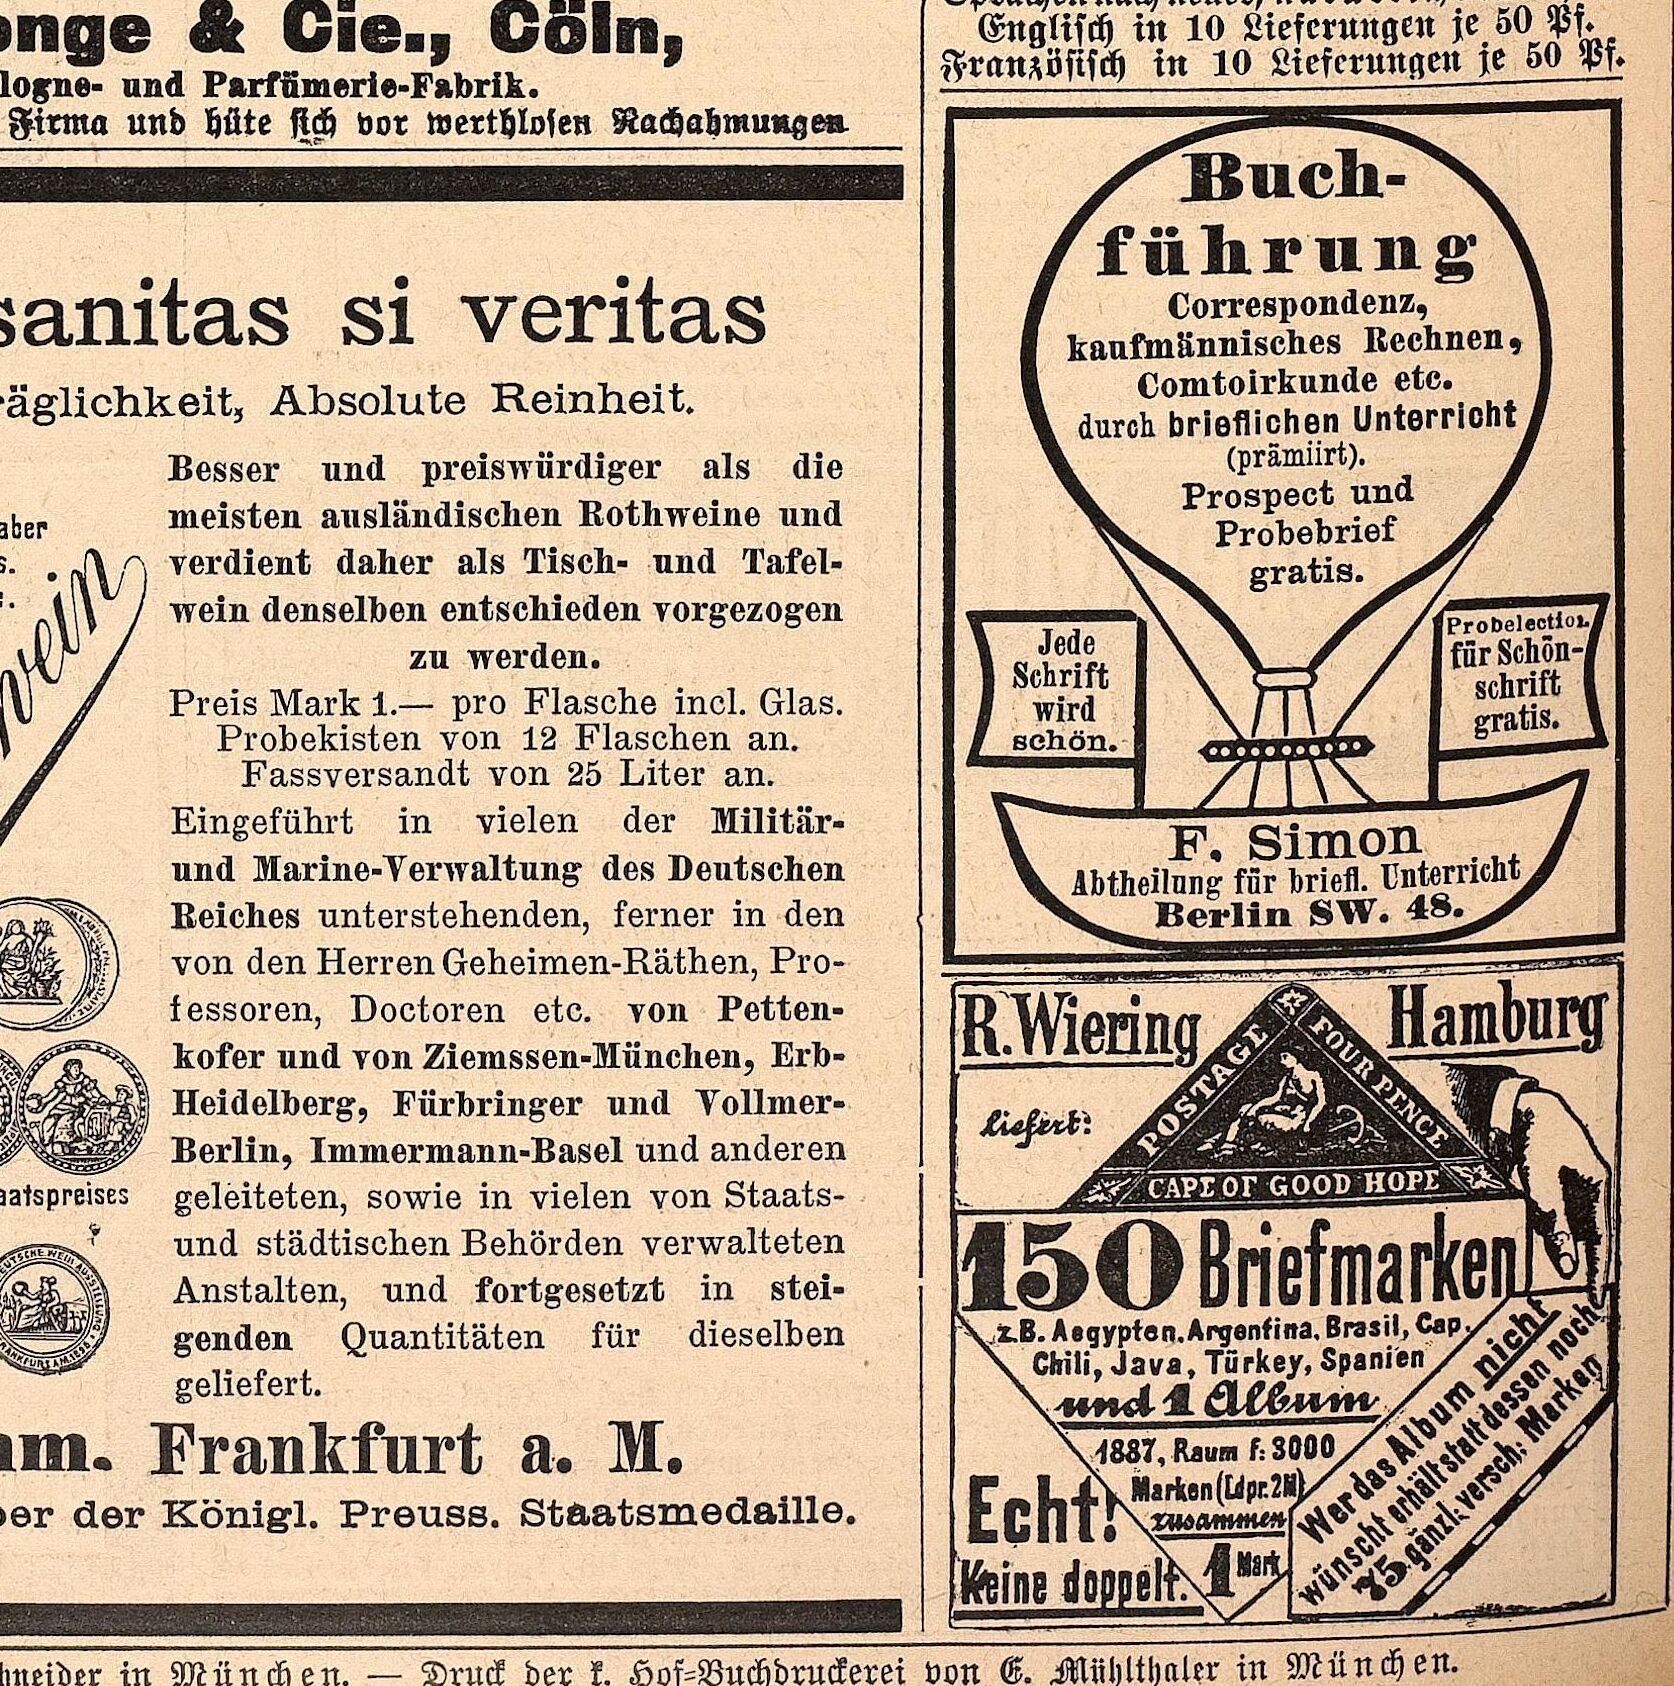 onge & Cie., Cöln,
logne- und Parfümerie-Fabrik.
Firma und hüte sich vor werthlosen Nachahmungen
sanitas si veritas
räglichkeit, Absolute Reinheit.
aber
s.
wein
Besser und preiswürdiger als die
meisten ausländischen Rothweine und
verdient daher als Tisch- und Tafel-
wein denselben entschieden vorgezogen
zu werden.
Preis Mark 1.— pro Flasche incl. Glas.
Probekisten von 12 Flaschen an.
Fassversandt von 25 Liter an.
Eingeführt in vielen der Militär-
und Marine-Verwaltung des Deutschen
Reiches unterstehenden, ferner in den
von den Herren Geheimen-Räthen, Pro-
fessoren, Doctoren etc. von Petten-
kofer und von Ziemssen-München, Erb-
Heidelberg, Fürbringer und Vollmer-
Berlin, Immermann-Basel und anderen
geleiteten, sowie in vielen von Staats-
und städtischen Behörden verwalteten
Anstalten, und fortgesetzt in stei-
genden Quantitäten für dieselben
geliefert.
aatspreises
am. Frankfurt a. M.
ber der Königl. Preuss. Staatsmedaille.
Englisch in 10 Lieferungen je 50 Pf.
Französisch in 10 Lieferungen je 50 Pf.
Buch-
führung
Correspondenz,
kaufmännisches Rechnen,
Comtoirkunde etc.
durch brieflichen Unterricht
(prämiirt).
Prospect und
Probebrief
gratis.
Jede
Schrift
wird
schön.
Probelection
für Schön-
schrift
gratis.
F. Simon
Abtheilung für briefl. Unterricht
Berlin SW. 48.
R. Wiering Hamburg
liefert:
POSTAGE
FOUR PENCE
CAPE OF GOOD HOPE
150 Briefmarken
z.B. Aegypten, Argentina, Brasil, Cap,
Chili, Java, Türkey, Spanien
und 1 Album
1887, Raum f: 3000
Marken (Ldpr. 2M)
zusammen
1 Mark
Echt!
Keine doppelt.
Wer das Album nicht
wünscht erhält statt dessen noch
75 gänzl: versch: Marken
hneider in München. — Druck der k. Hof-Buchdruckerei von E. Mühlthaler in München.